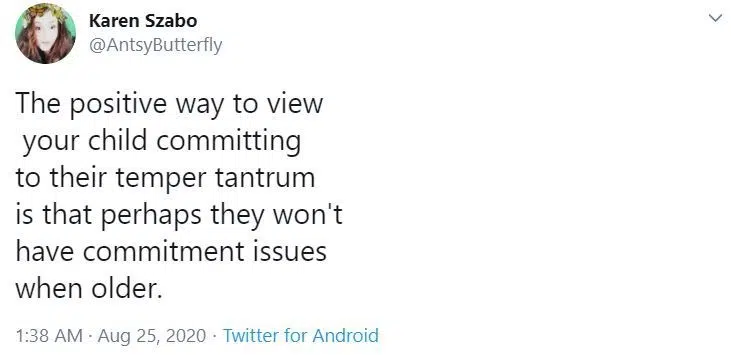 Karen Szabo
@AntsyButterfly
The positive way to view
your child committing
to their temper tantrum
is that perhaps they won't
have commitment issues
when older.
1:38 AM · Aug 25, 2020 · Twitter for Android